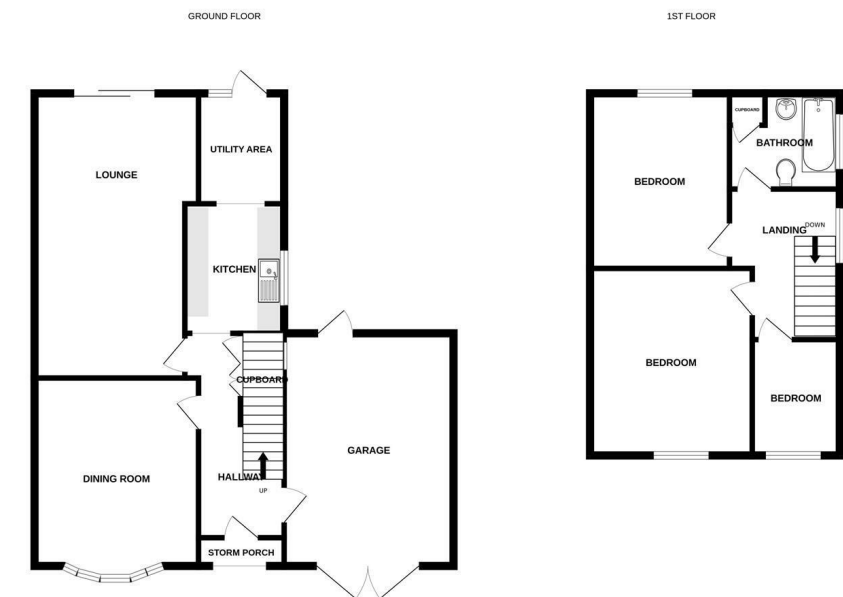 GROUND FLOOR
1ST FLOOR
LOUNGE
UTILITY AREA
KITCHEN
CUPBOARD
DINING ROOM
HALLWAY
UP
GARAGE
STORM PORCH
CUPBOARD
BATHROOM
BEDROOM
LANDING
DOWN
BEDROOM
BEDROOM